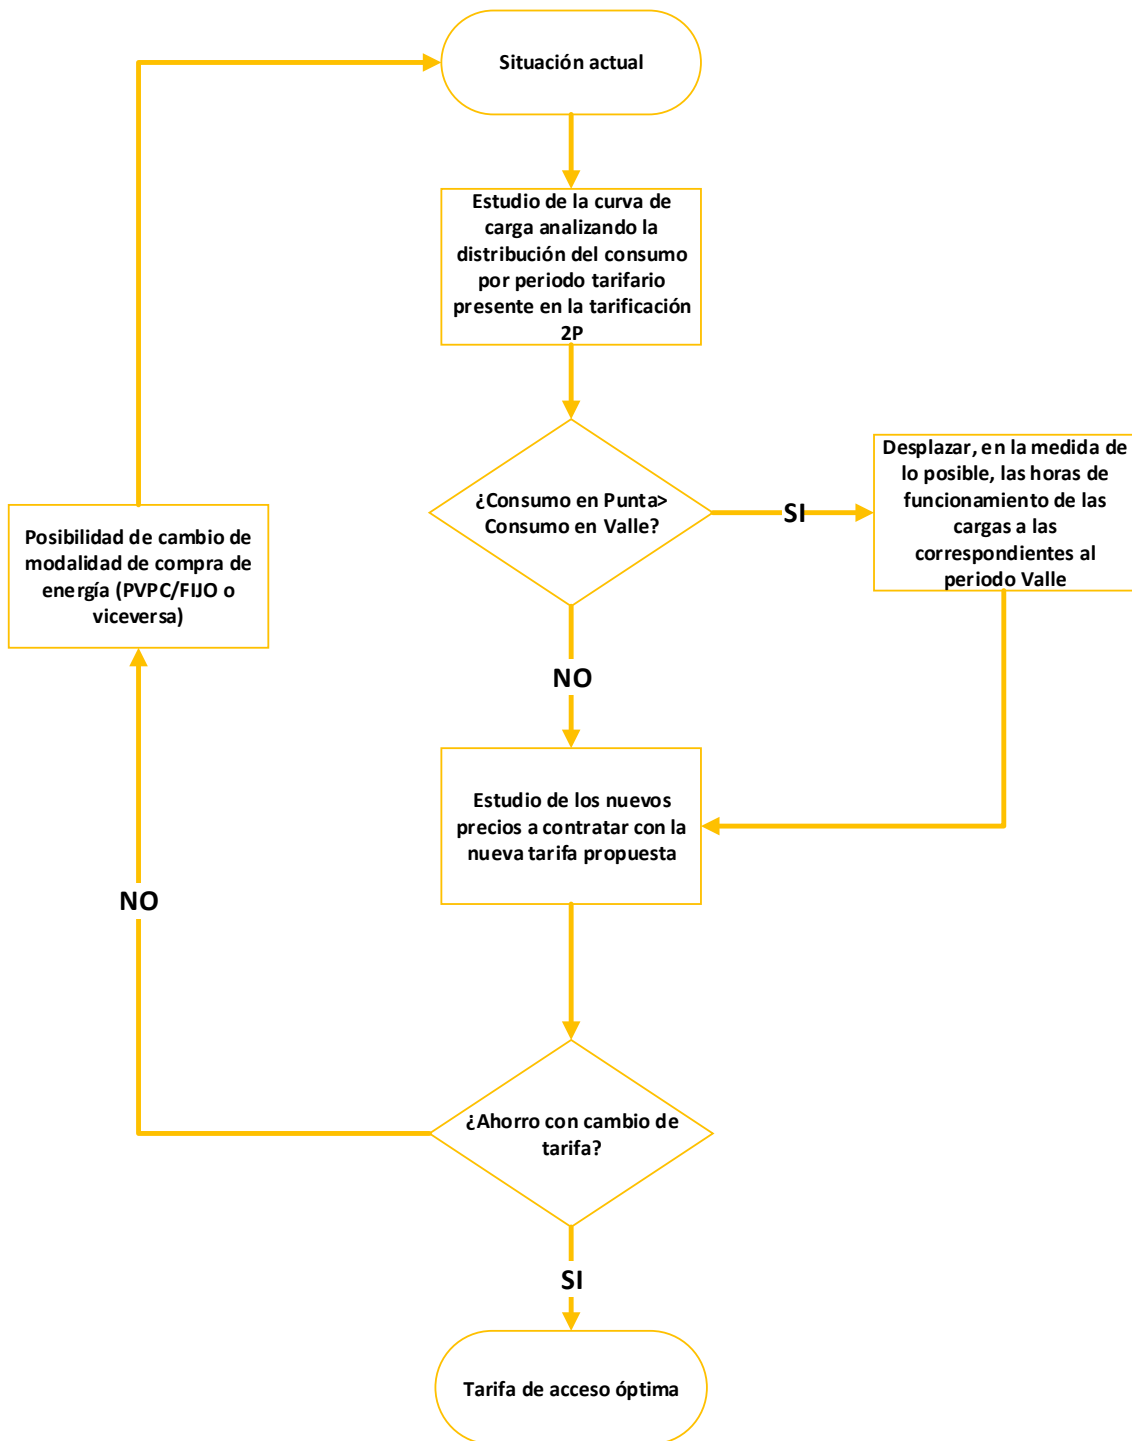 Situación actual
Estudio de la curva de
carga analizando la
distribución del consumo
por periodo tarifario
presente en la tarificación
2P
¿Consumo en Punta>
Consumo en Valle?
SI
Desplazar, en la medida de
lo posible, las horas de
funcionamiento de las
cargas a las
correspondientes al
periodo Valle
Posibilidad de cambio de
modalidad de compra de
energía (PVPC/FIJO o
viceversa)
NO
Estudio de los nuevos
precios a contratar con la
nueva tarifa propuesta
NO
¿Ahorro con cambio de
tarifa?
SI
Tarifa de acceso óptima